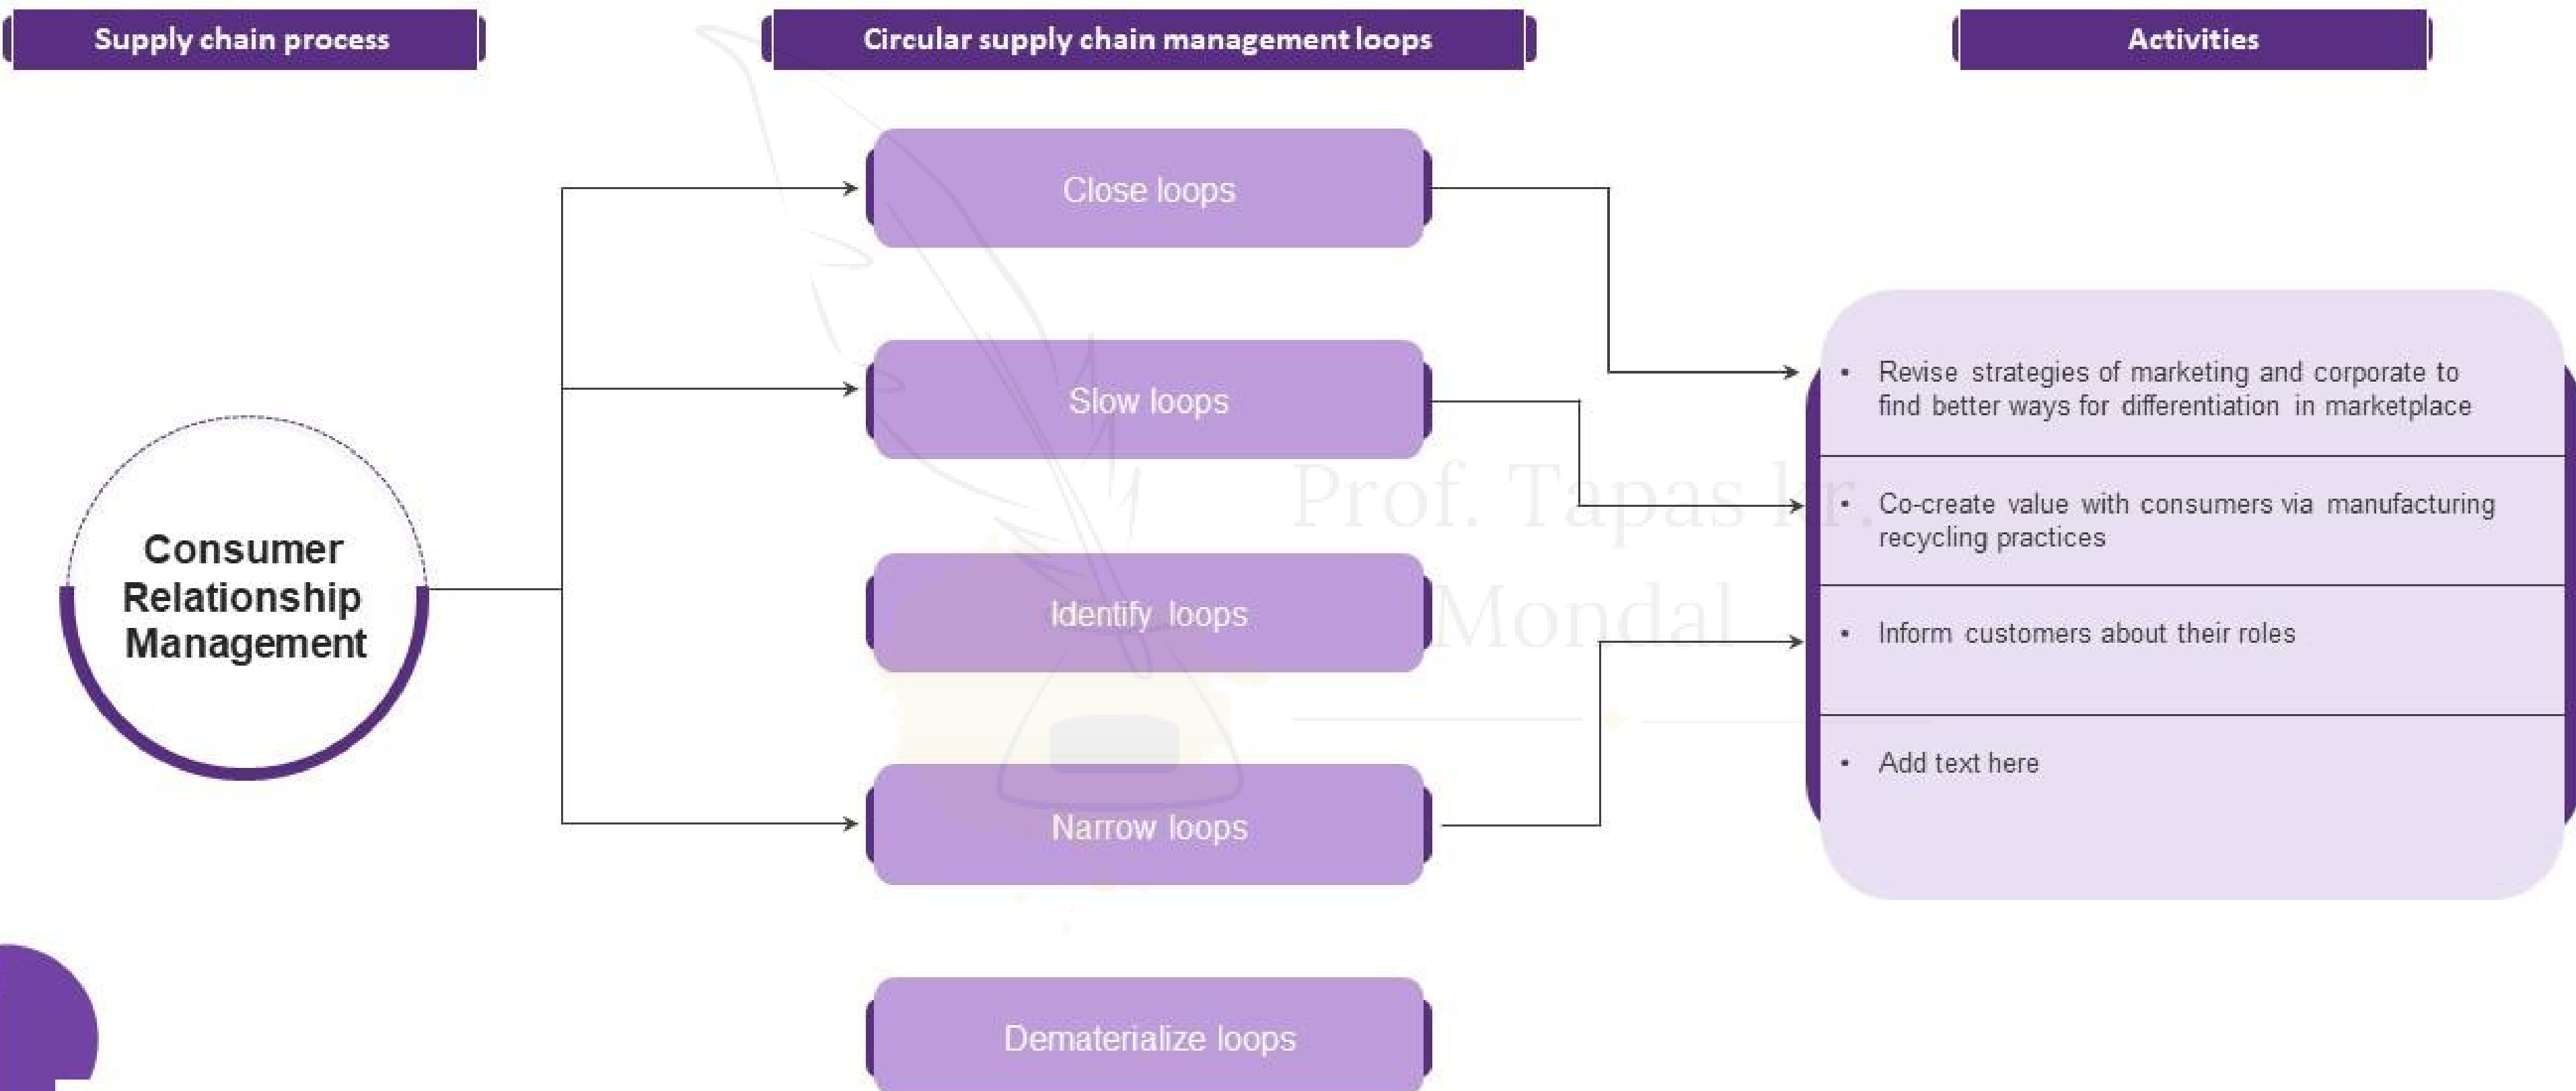 Supply chain process
Circular supply chain management loops
Activities
Close loops
Slow loops
Identify loops
Narrow loops
Dematerialize loops
Consumer
Relationship
Management
• Revise strategies of marketing and corporate to
find better ways for differentiation in marketplace
• Co-create value with consumers via manufacturing
recycling practices
• Inform customers about their roles
• Add text here
Prof. Tapas kr.
Mondal